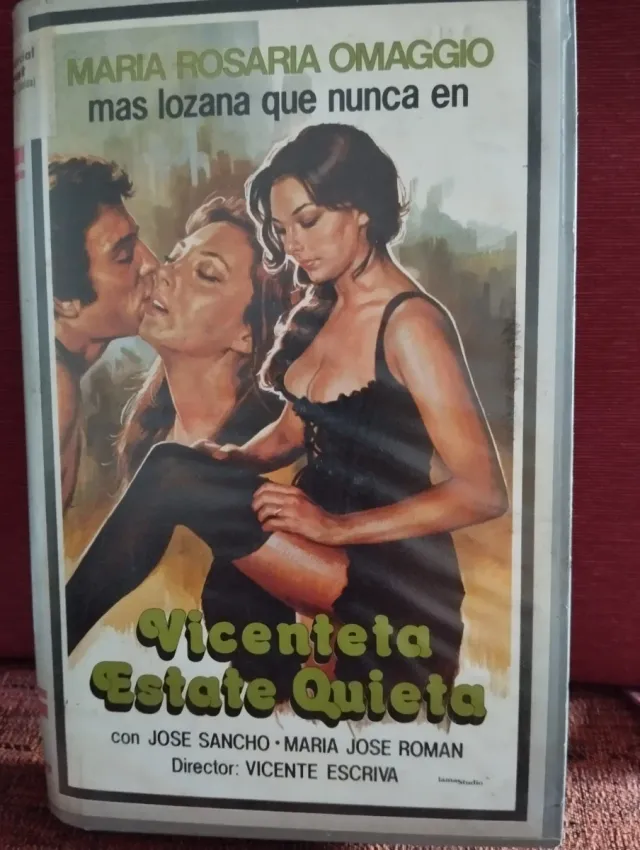 MARIA ROSARIA OMAGGIO
mas lozana que nunca en
Vicenteta
Estate Quieta
con JOSE SANCHO · MARIA JOSE ROMAN
Director: VICENTE ESCRIVA